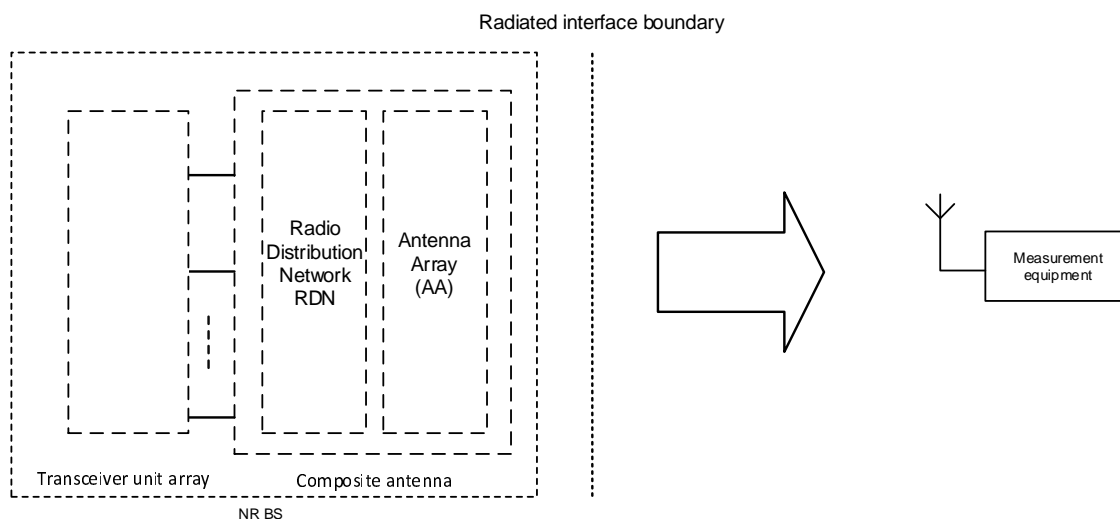 Radiated interface boundary
Radio
Distribution
Network
RDN
Antenna
Array
(AA)
Measurement
equipment
Transceiver unit array
Composite antenna
NR BS